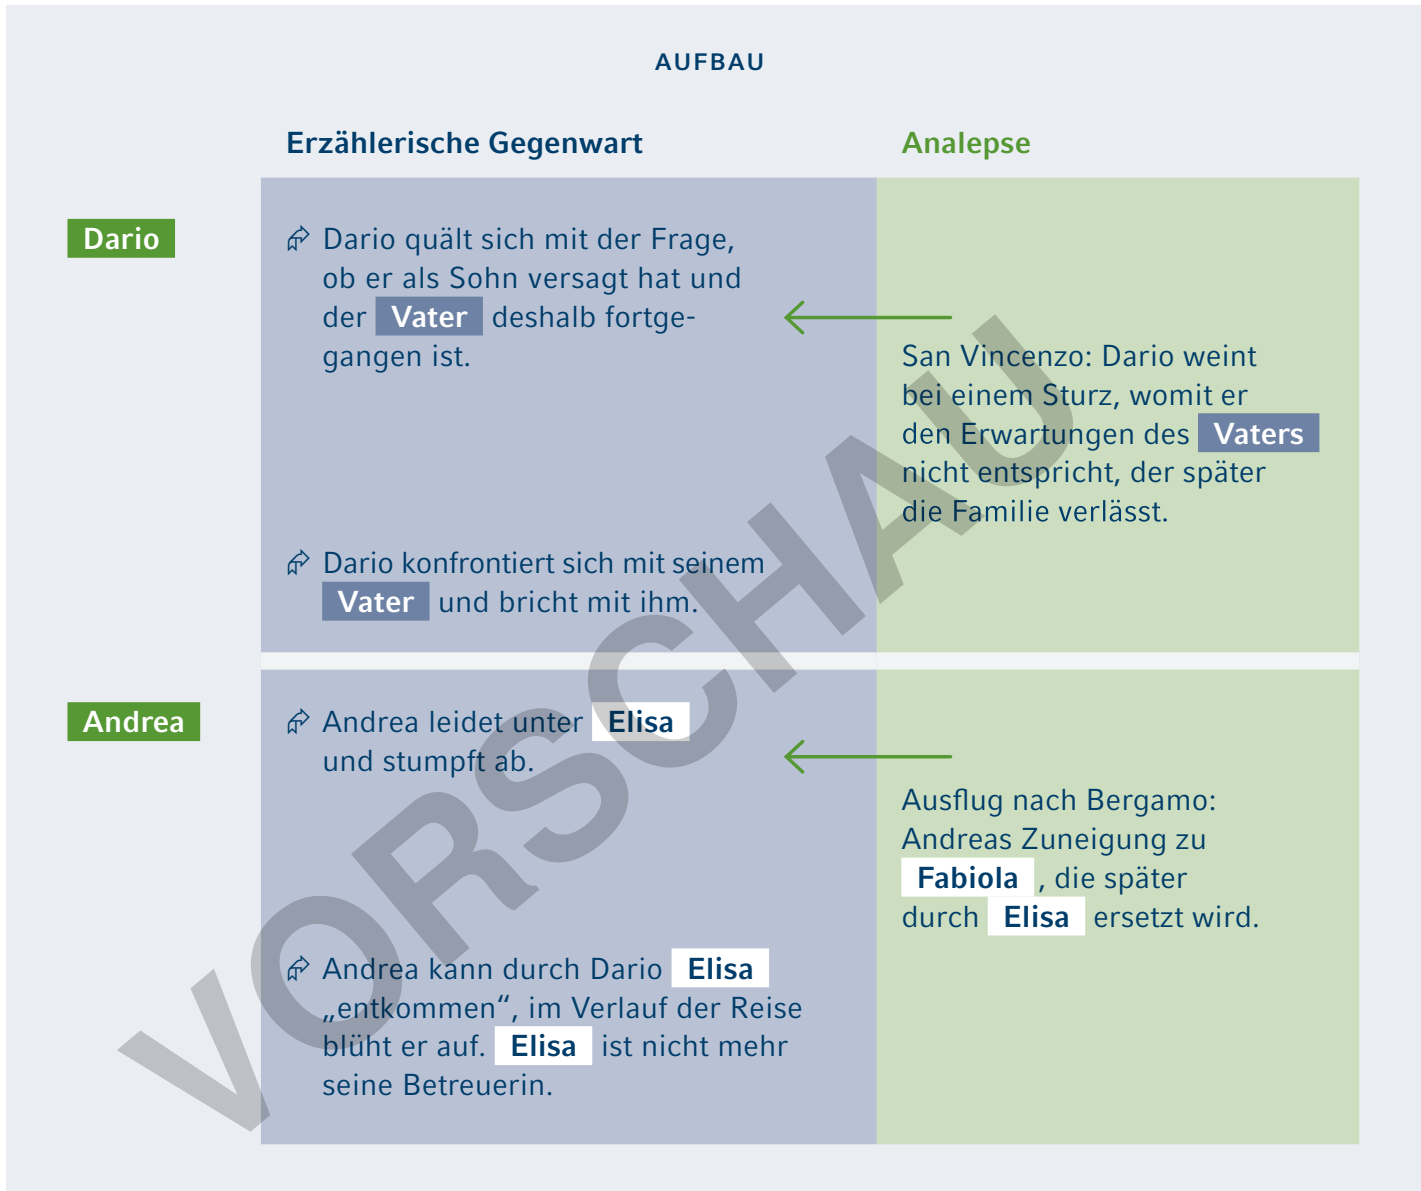 AUFBAU
Erzählerische Gegenwart
Analepse
Dario
Dario quält sich mit der Frage,
ob er als Sohn versagt hat und
der Vater deshalb fortge-
gangen ist.
San Vincenzo: Dario weint
bei einem Sturz, womit er
den Erwartungen des Vaters
nicht entspricht, der später
die Familie verlässt.
Dario konfrontiert sich mit seinem
Vater und bricht mit ihm.
Andrea
Andrea leidet unter Elisa
und stumpft ab.
Ausflug nach Bergamo:
Andreas Zuneigung zu
Fabiola, die später
durch Elisa ersetzt wird.
Andrea kann durch Dario Elisa
„entkommen“, im Verlauf der Reise
blüht er auf. Elisa ist nicht mehr
seine Betreuerin.
VORSCHAU